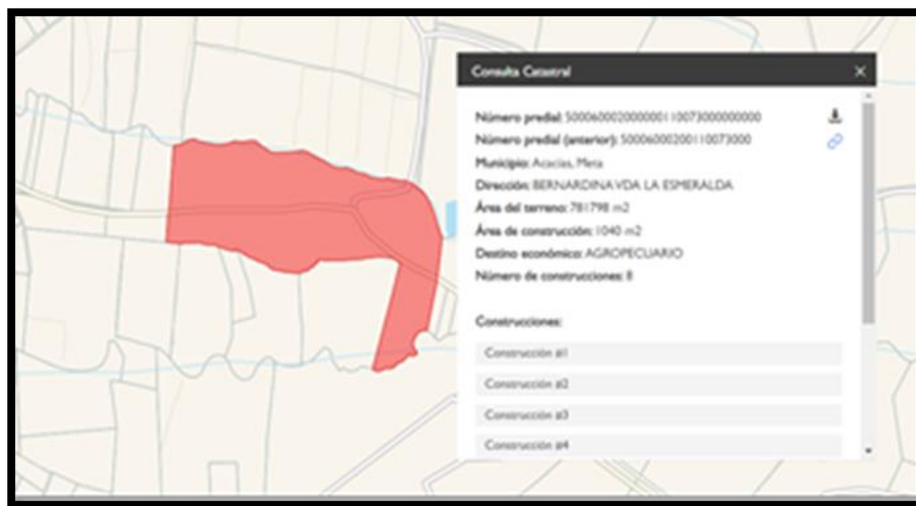 Consulta Catastral
Número predial: 500060002000000110073000000000
Número predial (anterior): 50006000200110073000
Municipio: Acacías, Meta
Dirección: BERNARDINA VDA LA ESMERALDA
Área del terreno: 781798 m2
Área de construcción: 1040 m2
Destino económico: AGROPECUARIO
Número de construcciones: 8
Construcciones:
Construcción #1
Construcción #2
Construcción #3
Construcción #4